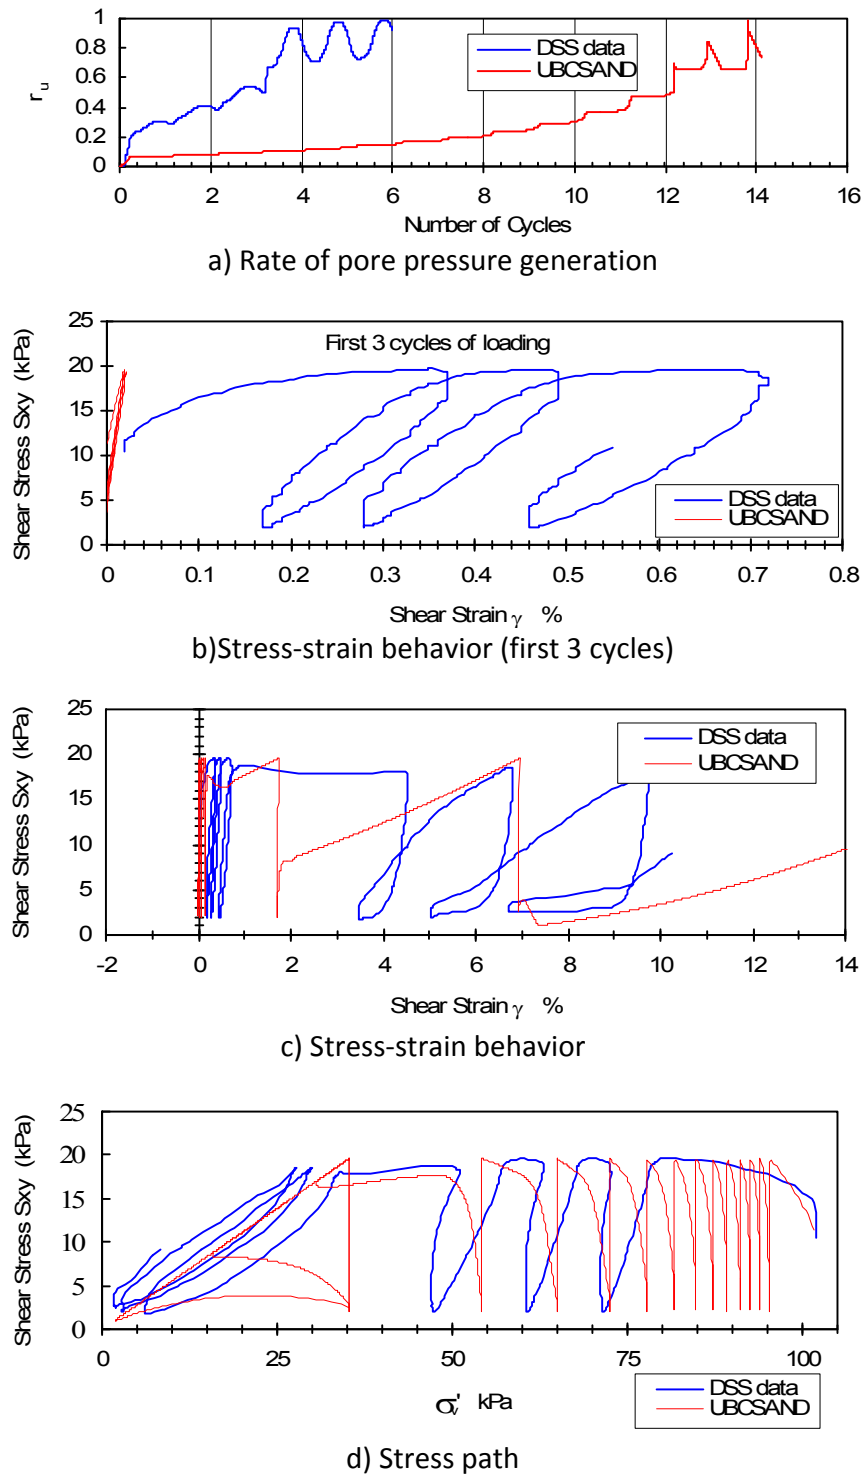 1
0.8
0.6
0.4
0.2
0
r u
DSS data
UBCSAND
0 2 4 6 8 10 12 14 16
Number of Cycles
a) Rate of pore pressure generation
25
20
15
10
5
0
Shear Stress Sxy (kPa)
First 3 cycles of loading
DSS data
UBCSAND
0 0.1 0.2 0.3 0.4 0.5 0.6 0.7 0.8
Shear Strain γ %
b)Stress-strain behavior (first 3 cycles)
25
20
15
10
5
0
Shear Stress Sxy (kPa)
DSS data
UBCSAND
-2 0 2 4 6 8 10 12 14
Shear Strain γ %
c) Stress-strain behavior
25
20
15
10
5
0
Shear Stress Sxy (kPa)
0 25 50 75 100
σv' kPa
DSS data
UBCSAND
d) Stress path